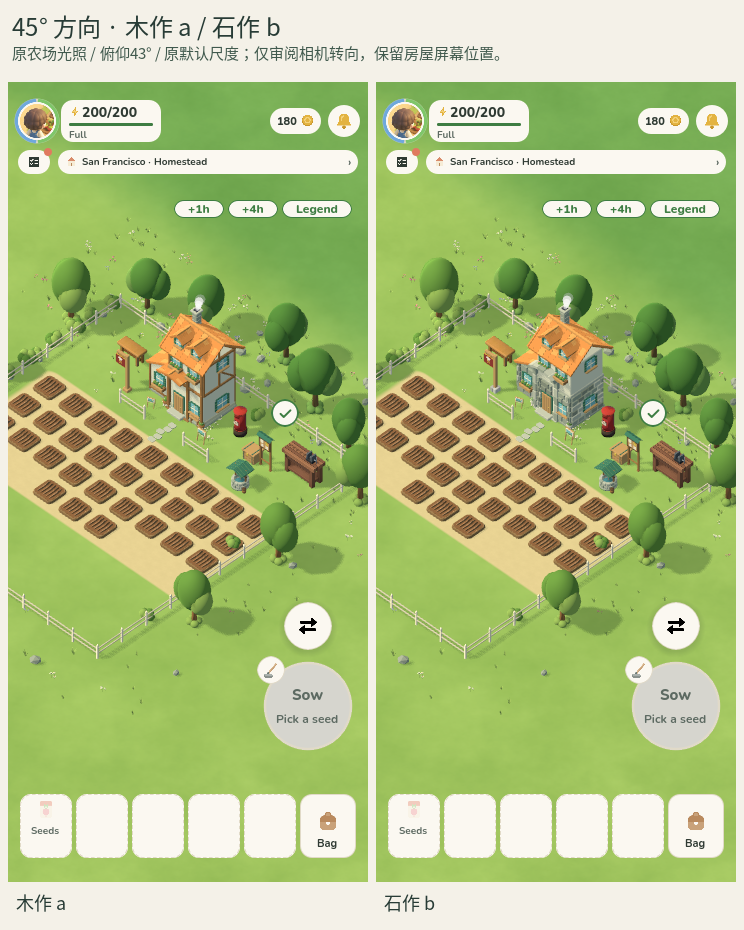 45° 方向 · 木作 a / 石作 b
原农场光照 / 俯仰43° / 原默认尺度；仅审阅相机转向，保留房屋屏幕位置。
200/200
Full
180
San Francisco · Homestead
›
+1h
+4h
Legend
Sow
Pick a seed
Seeds
Bag
200/200
Full
180
San Francisco · Homestead
›
+1h
+4h
Legend
Sow
Pick a seed
Seeds
Bag
木作 a
石作 b